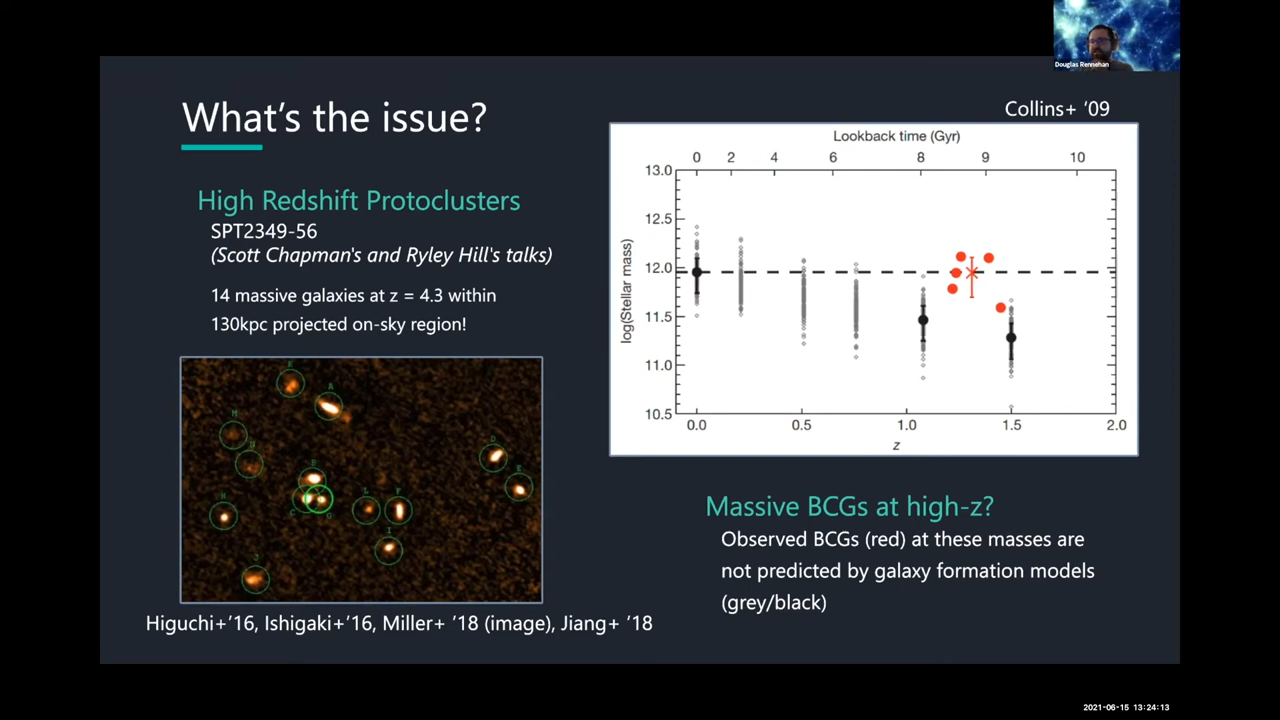 Douglas Rennehan
What's the issue?
Collins+ '09
High Redshift Protoclusters
SPT2349-56
(Scott Chapman's and Ryley Hill's talks)
14 massive galaxies at z = 4.3 within
130kpc projected on-sky region!
K
A
M
N
B
D
E
C
G
L
F
H
I
J
Higuchi+'16, Ishigaki+'16, Miller+ '18 (image), Jiang+ '18
Lookback time (Gyr)
0 2 4 6 8 9 10
13.0
12.5
12.0
11.5
11.0
10.5
log(Stellar mass)
0.0 0.5 1.0 1.5 2.0
z
Massive BCGs at high-z?
Observed BCGs (red) at these masses are
not predicted by galaxy formation models
(grey/black)
2021-06-15 13:24:13